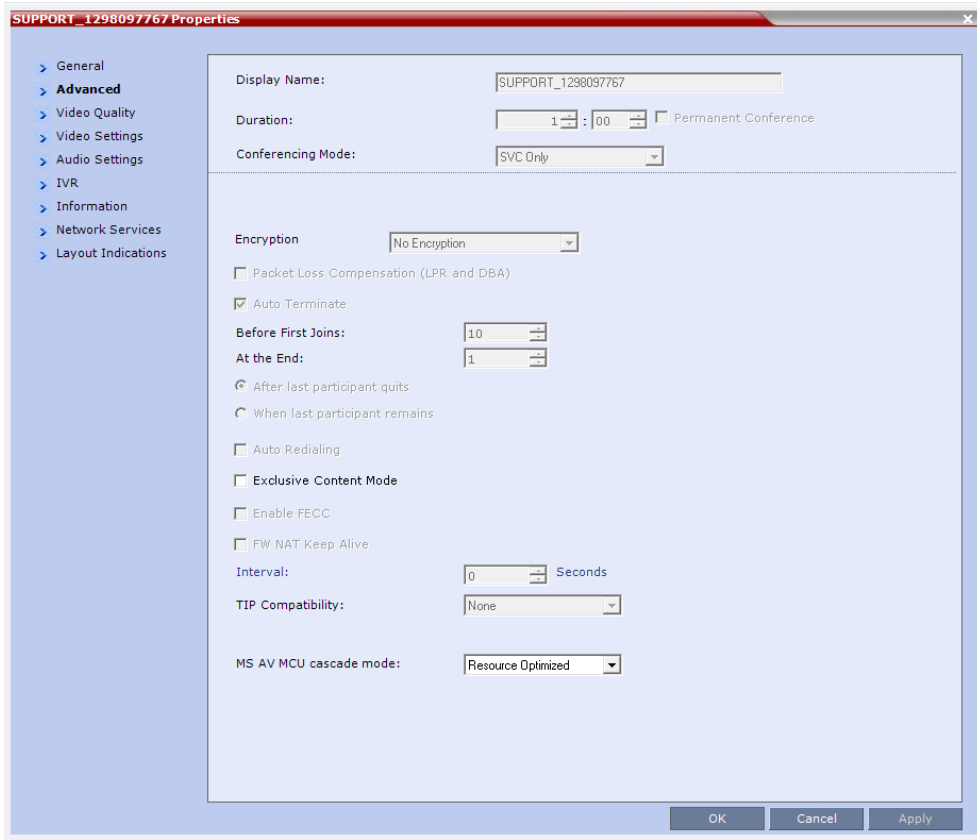 SUPPORT_1298097767 Properties
General
Advanced
Video Quality
Video Settings
Audio Settings
IVR
Information
Network Services
Layout Indications
Display Name: SUPPORT_1298097767
Duration: 1 : 00 Permanent Conference
Conferencing Mode: SVC Only
Encryption No Encryption
Packet Loss Compensation (LPR and DBA)
Auto Terminate
Before First Joins: 10
At the End: 1
After last participant quits
When last participant remains
Auto Redialing
Exclusive Content Mode
Enable FECC
FW NAT Keep Alive
Interval: 0 Seconds
TIP Compatibility: None
MS AV MCU cascade mode: Resource Optimized
OK Cancel Apply